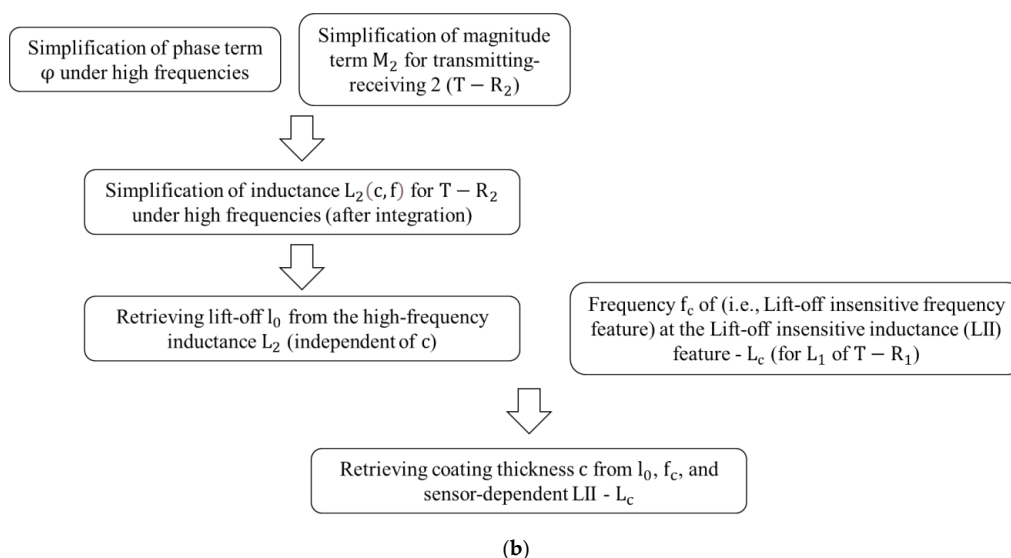 Simplification of phase term
φ under high frequencies
Simplification of magnitude
term M₂ for transmitting-
receiving 2 (T − R₂)
Simplification of inductance L₂(c, f) for T − R₂
under high frequencies (after integration)
Retrieving lift-off l₀ from the high-frequency
inductance L₂ (independent of c)
Frequency f_c of (i.e., Lift-off insensitive frequency
feature) at the Lift-off insensitive inductance (LII)
feature - L_c (for L₁ of T − R₁)
Retrieving coating thickness c from l₀, f_c, and
sensor-dependent LII - L_c
(b)